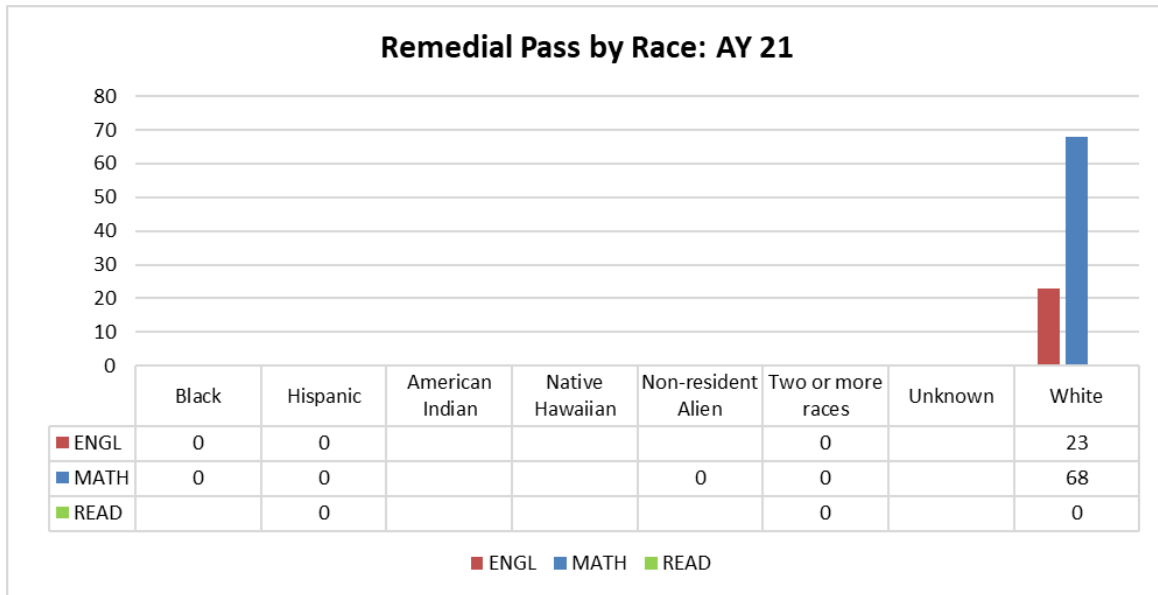 Remedial Pass by Race: AY 21
80
70
60
50
40
30
20
10
0
Black Hispanic American Indian Native Hawaiian Non-resident Alien Two or more races Unknown White
ENGL 0 0 0 23
MATH 0 0 0 0 68
READ 0 0 0
ENGL MATH READ